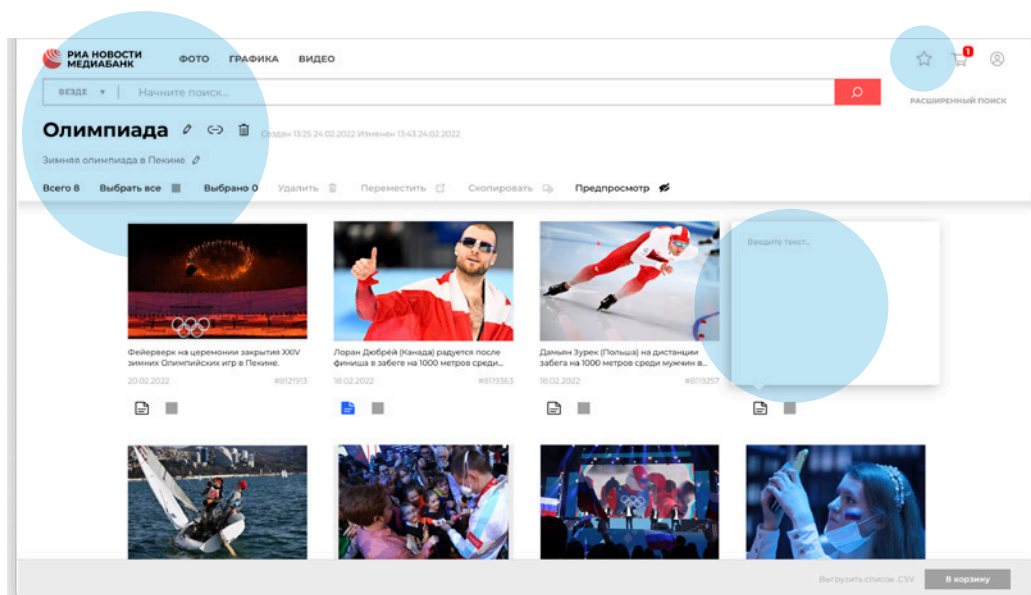 РИА НОВОСТИ
МЕДИАБАНК
ФОТО ГРАФИКА ВИДЕО
1
ВЕЗДЕ Начните поиск...
РАСШИРЕННЫЙ ПОИСК
Олимпиада
Создан 13:25 24.02.2022 Изменен 13:43 24.02.2022
Зимняя олимпиада в Пекине
Всего 8 Выбрать все Выбрано 0 Удалить Переместить Скопировать Предпросмотр
Введите текст...
Фейерверк на церемонии закрытия XXIV
зимних Олимпийских игр в Пекине.
20.02.2022 #8121913
Лоран Дюбрёй (Канада) радуется после
финиша в забеге на 1000 метров среди...
18.02.2022 #8119363
Дамьян Зурек (Польша) на дистанции
забега на 1000 метров среди мужчин в...
18.02.2022 #8119257
Выгрузить список .CSV В корзину